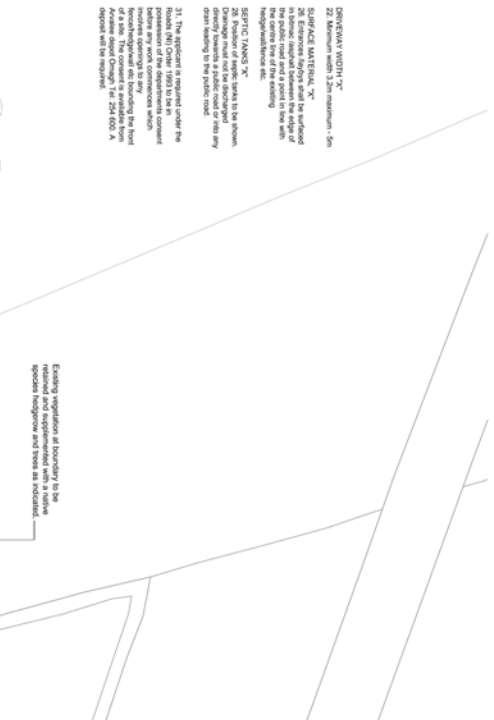 DRIVEWAY WIDTH "X"
22. Minimum width 3.2m maximum - 5m
SURFACE MATERIAL "X"
26. Entrances /laybys shall be surfaced
in bitmac /asphalt between the edge of
the public road and a point in line with
the centre line of the existing
hedge/wall/fence etc.
SEPTIC TANKS "X"
28. Position of septic tanks to be shown.
Drainage must not be discharged
directly towards a public road or into any
drain leading to the public road.
31. The applicant is required under the
Roads (NI) Order 1993 to be in
possession of the departments consent
before any work commences which
involves openings to any
fence/hedge/wall etc bounding the front
of a site. The consent is available from
Arvalee depot Omagh Tel: 254 600. A
deposit will be required.
Existing vegetation at boundary to be
retained and supplemented with a native
species hedgerow and trees as indicated.